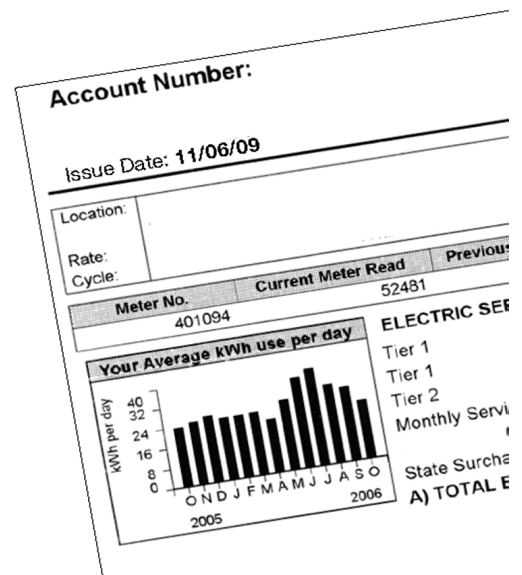 Account Number:
Issue Date: 11/06/09
Location:
Rate:
Cycle:
Meter No. Current Meter Read Previous
401094 52481
Your Average kWh use per day
kWh per day
40
32
24
16
8
0
O N D J F M A M J J A S O
2005 2006
ELECTRIC SE
Tier 1
Tier 1
Tier 2
Monthly Servi
State Surcha
A) TOTAL E